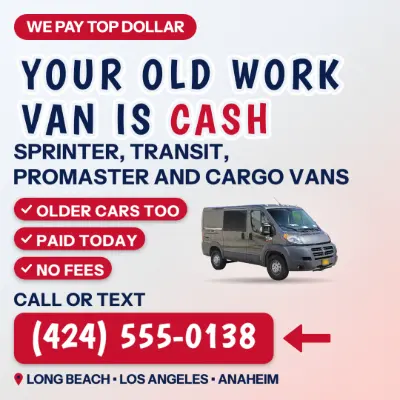 WE PAY TOP DOLLAR
YOUR OLD WORK
VAN IS CASH
SPRINTER, TRANSIT,
PROMASTER AND CARGO VANS
OLDER CARS TOO
PAID TODAY
NO FEES
CALL OR TEXT
(424) 555-0138
LONG BEACH • LOS ANGELES • ANAHEIM